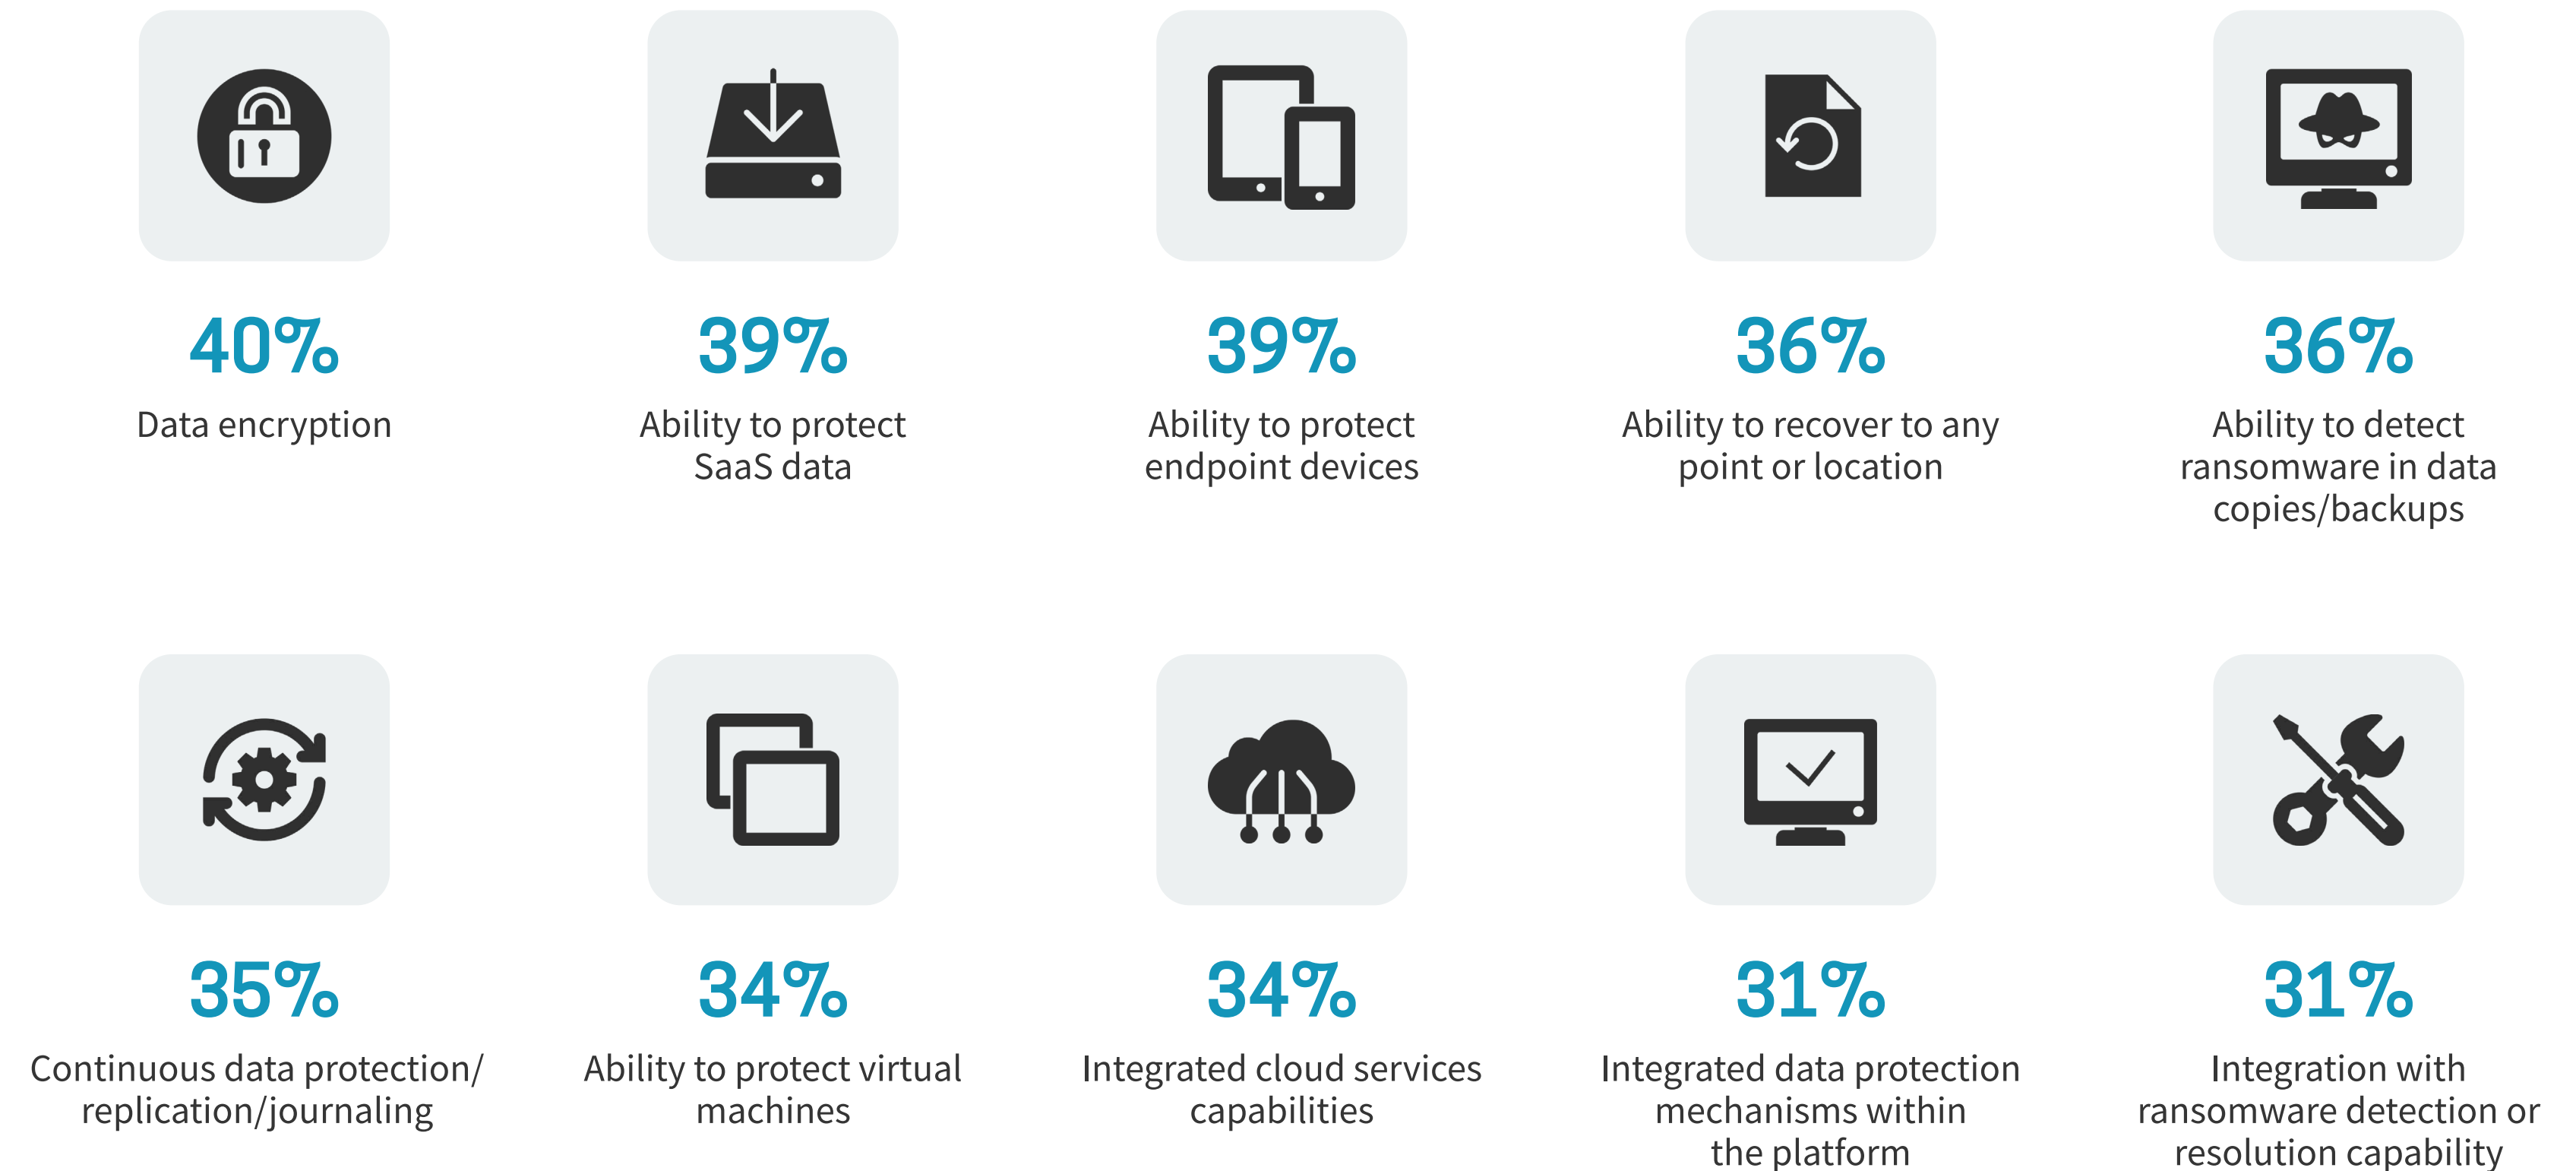 40%
Data encryption
39%
Ability to protect
SaaS data
39%
Ability to protect
endpoint devices
36%
Ability to recover to any
point or location
36%
Ability to detect
ransomware in data
copies/backups
35%
Continuous data protection/
replication/journaling
34%
Ability to protect virtual
machines
34%
Integrated cloud services
capabilities
31%
Integrated data protection
mechanisms within
the platform
31%
Integration with
ransomware detection or
resolution capability